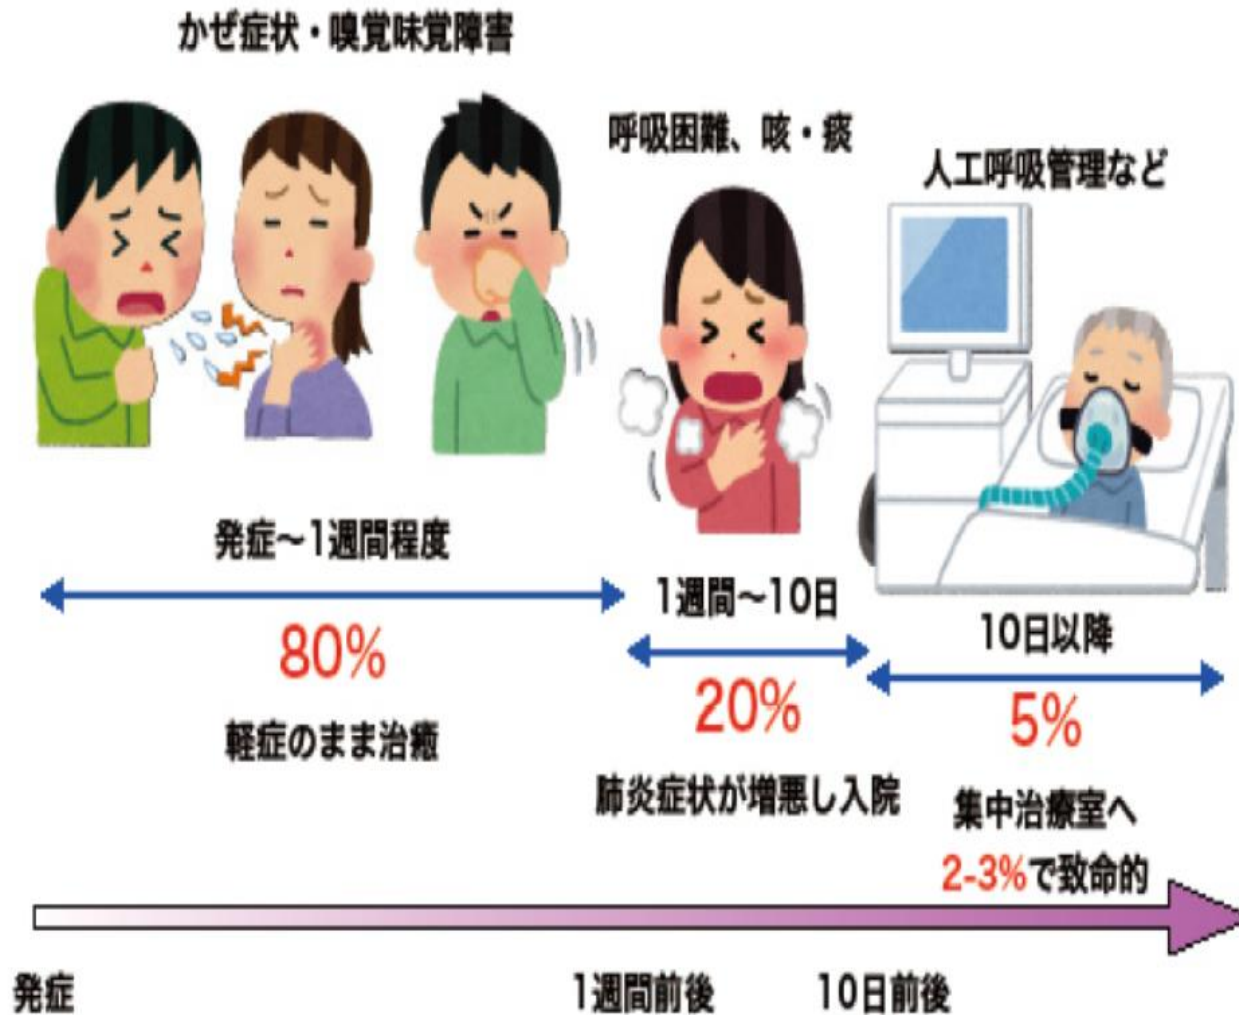 かぜ症状・嗅覚味覚障害
呼吸困難、咳・痰
人工呼吸管理など
発症～1週間程度
80%
軽症のまま治癒
1週間～10日
20%
肺炎症状が増悪し入院
10日以降
5%
集中治療室へ
2-3%で致命的
発症
1週間前後
10日前後